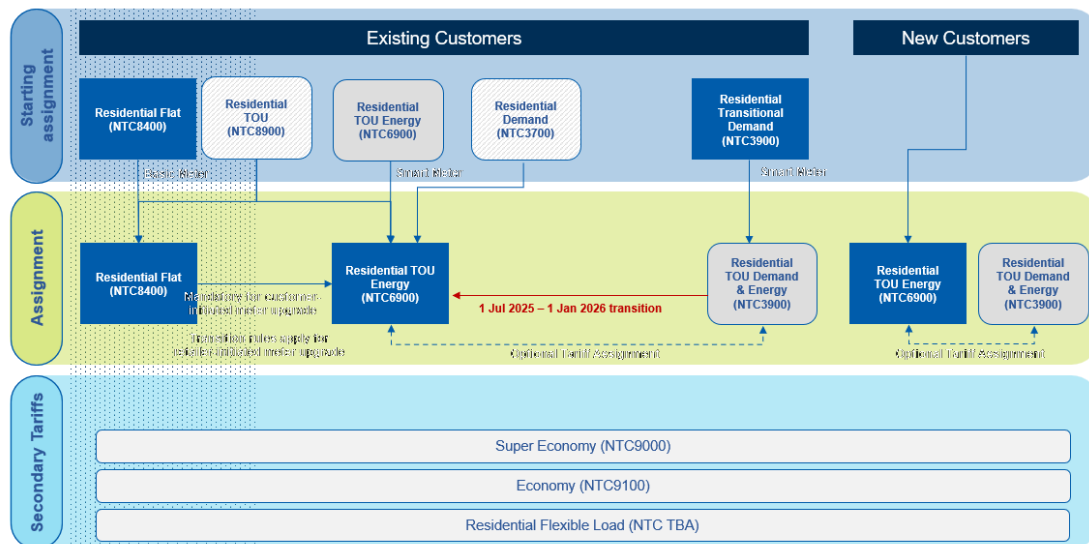 Starting
assignment
Existing Customers
New Customers
Residential Flat
(NTC8400)
Residential
TOU
(NTC8900)
Residential
TOU Energy
(NTC6900)
Residential
Demand
(NTC3700)
Residential
Transitional
Demand
(NTC3900)
Basic Meter
Smart Meter
Smart Meter
Assignment
Residential Flat
(NTC8400)
Residential TOU
Energy
(NTC6900)
Residential
TOU Demand
& Energy
(NTC3900)
Residential
TOU Energy
(NTC6900)
Residential
TOU Demand
& Energy
(NTC3900)
Mandatory for customer-
initiated meter upgrade
1 Jul 2025 – 1 Jan 2026 transition
Transition rules apply for
retailer-initiated meter upgrade
Optional Tariff Assignment
Optional Tariff Assignment
Secondary Tariffs
Super Economy (NTC9000)
Economy (NTC9100)
Residential Flexible Load (NTC TBA)